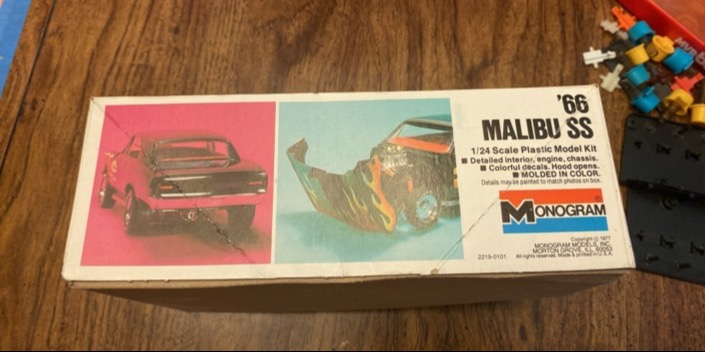 '66
MALIBU SS
1/24 Scale Plastic Model Kit
■ Detailed interior, engine, chassis.
■ Colorful decals. Hood opens.
■ MOLDED IN COLOR.
Details may be painted to match photos on box.
MONOGRAM
Copyright © 1977
MONOGRAM MODELS, INC.
MORTON GROVE, ILL. 60053
2219-0101 All rights reserved. Made & printed in U.S.A.